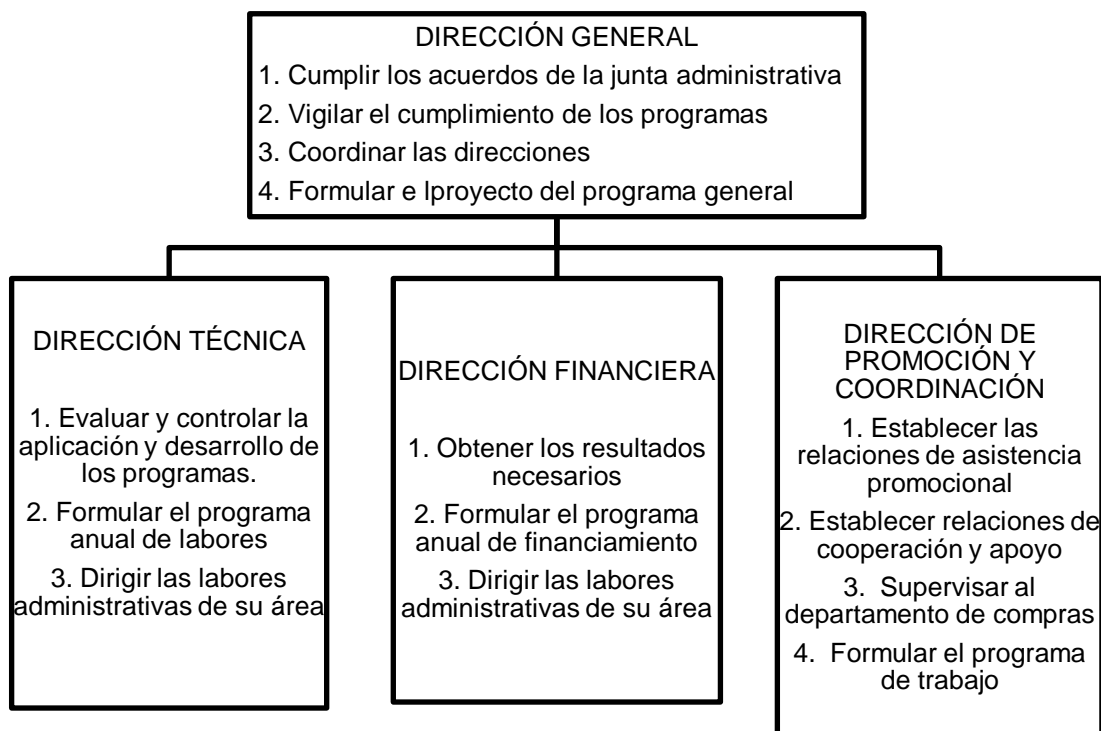 DIRECCIÓN GENERAL
1. Cumplir los acuerdos de la junta administrativa
2. Vigilar el cumplimiento de los programas
3. Coordinar las direcciones
4. Formular e lproyecto del programa general
DIRECCIÓN TÉCNICA
1. Evaluar y controlar la
aplicación y desarrollo de
los programas.
2. Formular el programa
anual de labores
3. Dirigir las labores
administrativas de su área
DIRECCIÓN FINANCIERA
1. Obtener los resultados
necesarios
2. Formular el programa
anual de financiamiento
3. Dirigir las labores
administrativas de su área
DIRECCIÓN DE
PROMOCIÓN Y
COORDINACIÓN
1. Establecer las
relaciones de asistencia
promocional
2. Establecer relaciones de
cooperación y apoyo
3. Supervisar al
departamento de compras
4. Formular el programa
de trabajo